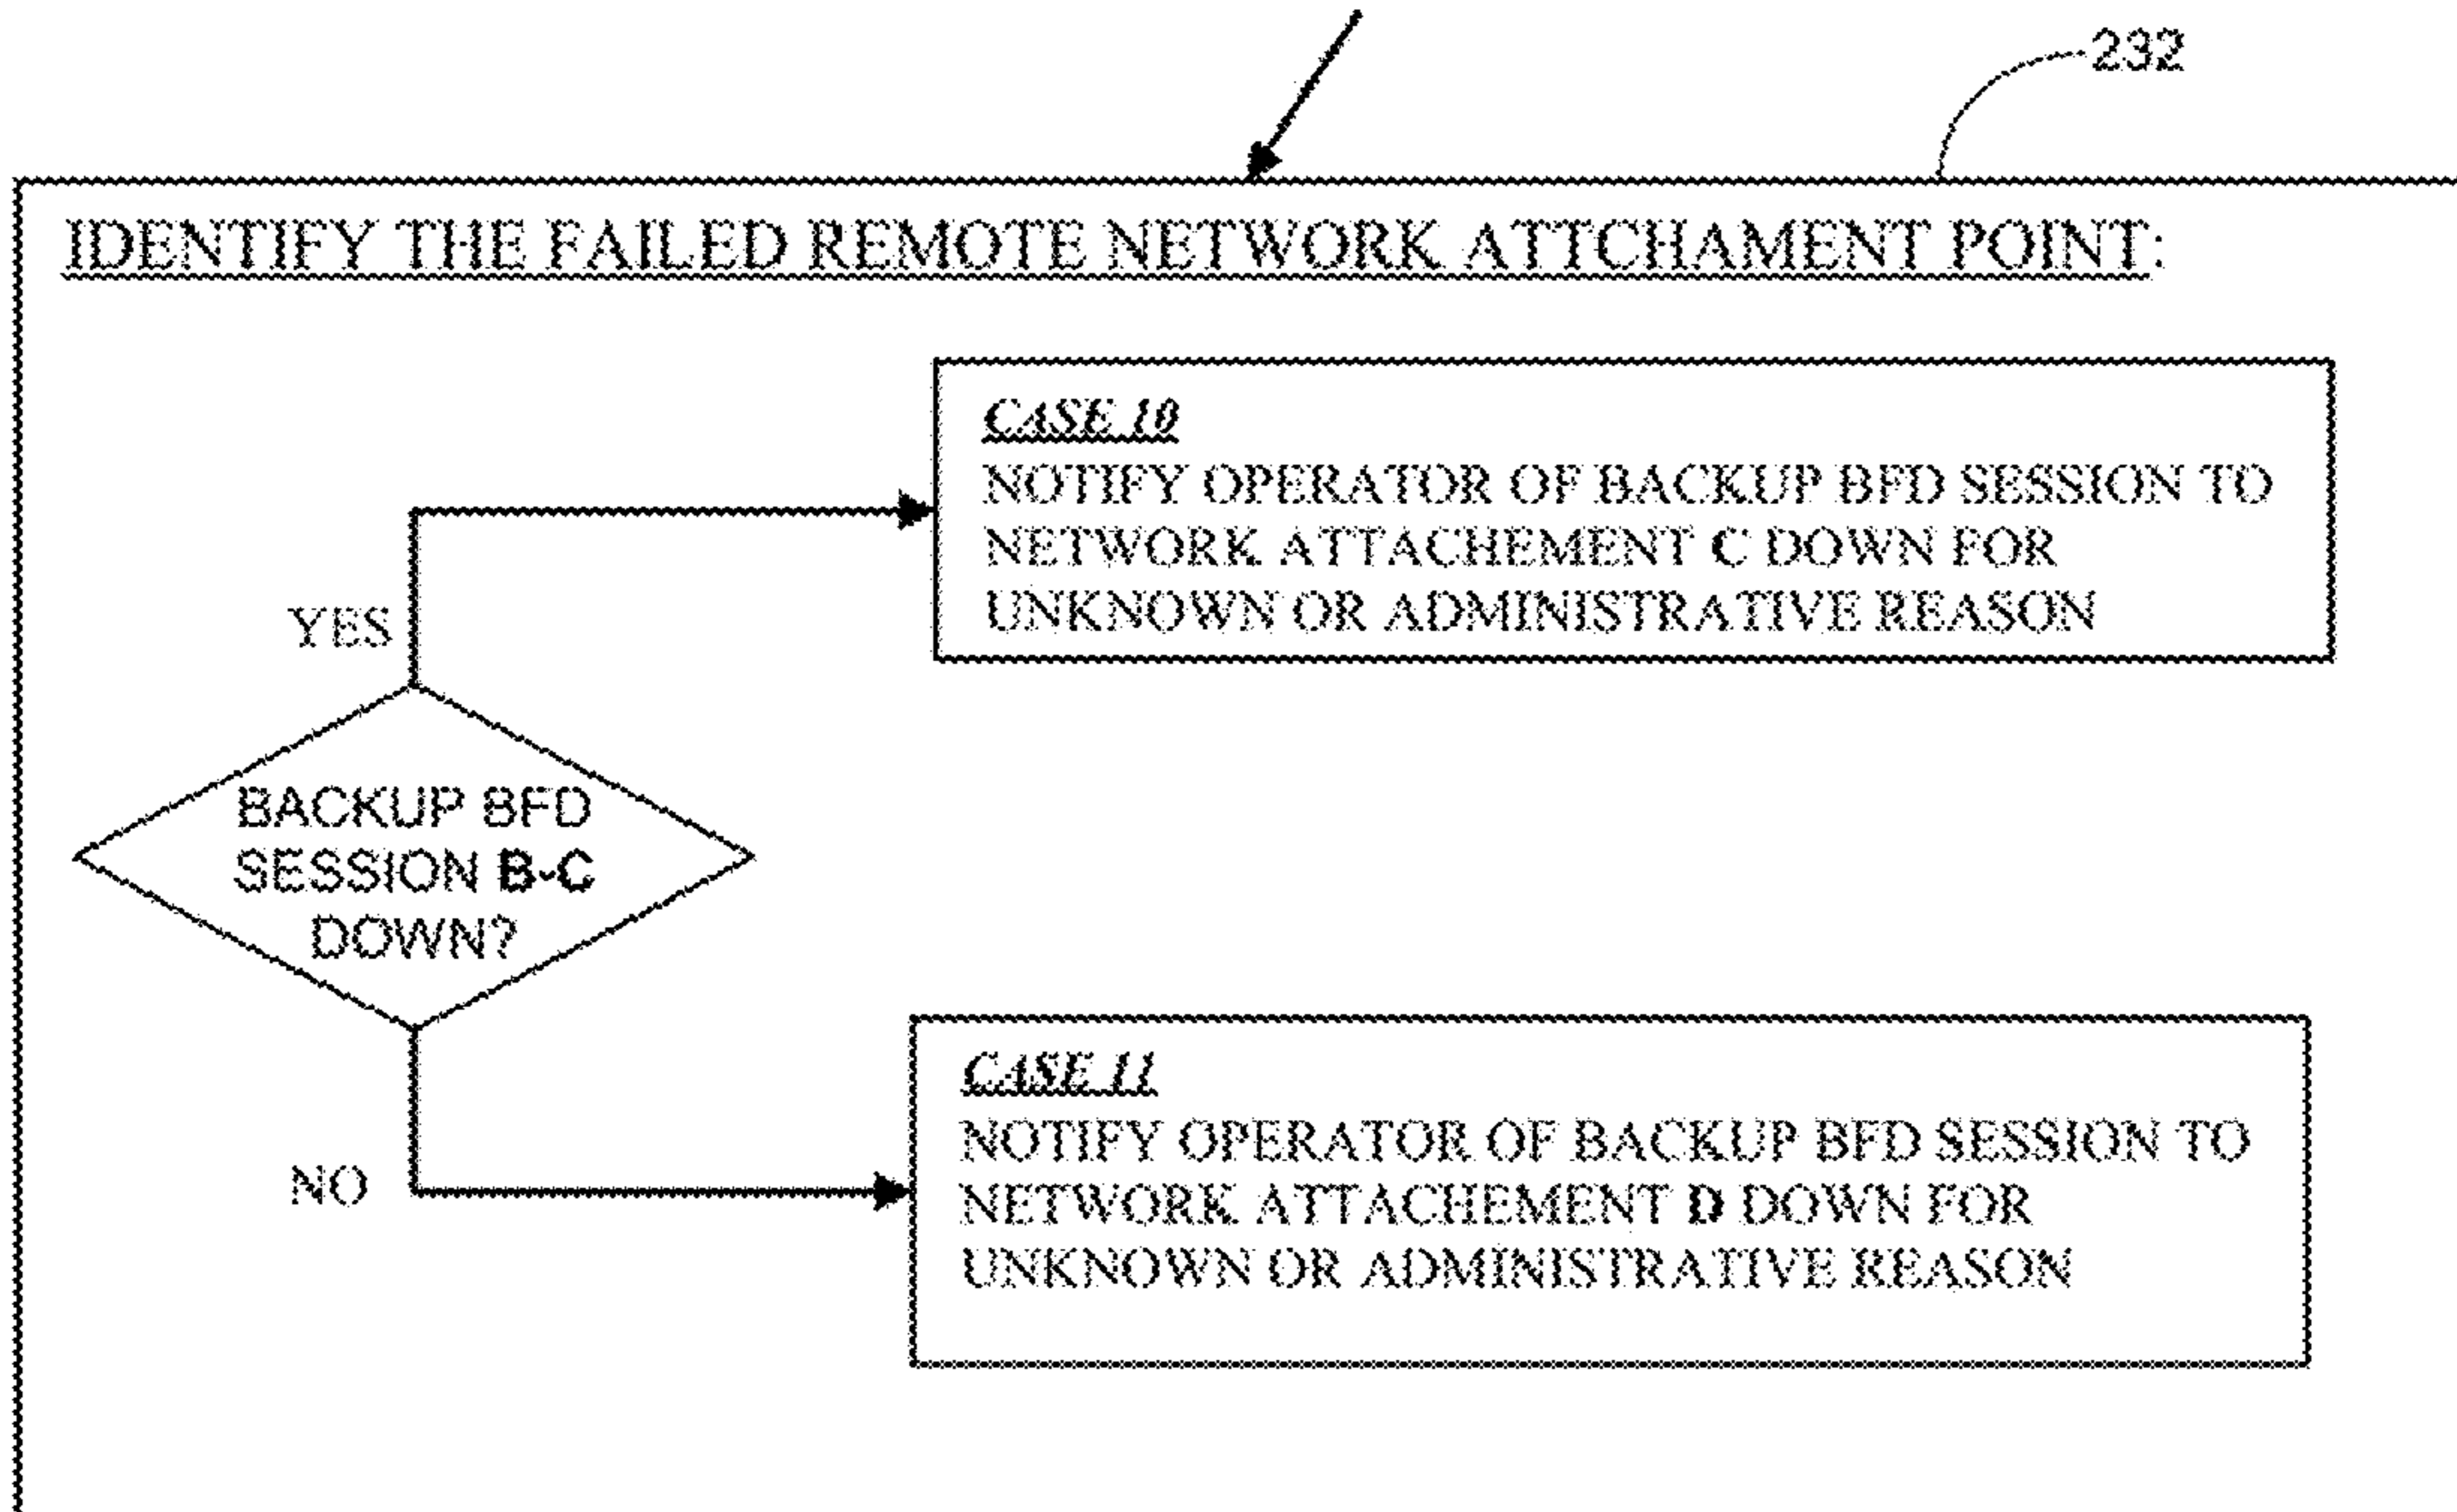 232
IDENTIFY THE FAILED REMOTE NETWORK ATTCHAMENT POINT:
CASE 10
NOTIFY OPERATOR OF BACKUP BFD SESSION TO
NETWORK ATTACHEMENT C DOWN FOR
UNKNOWN OR ADMINISTRATIVE REASON
YES
BACKUP BFD
SESSION B-C
DOWN?
NO
CASE 11
NOTIFY OPERATOR OF BACKUP BFD SESSION TO
NETWORK ATTACHEMENT D DOWN FOR
UNKNOWN OR ADMINISTRATIVE REASON